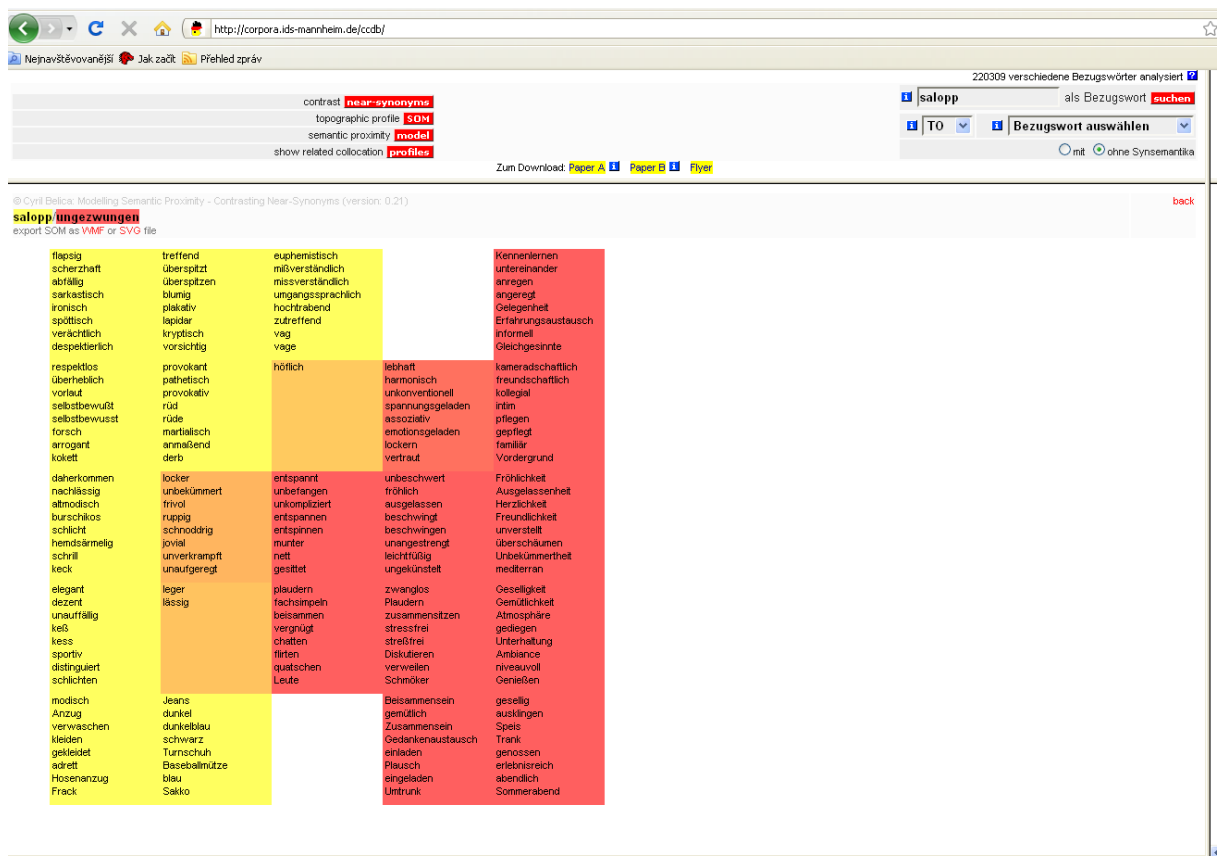 http://corpora.ids-mannheim.de/ccdb/
Nejnavštěvovanější Jak začít Přehled zpráv
220309 verschiedene Bezugswörter analysiert ?
contrast near-synonyms
topographic profile SOM
semantic proximity model
show related collocation profiles
salopp als Bezugswort suchen
TO Bezugswort auswählen
mit ohne Synsemantika
Zum Download: Paper A Paper B Flyer
© Cyril Belica: Modelling Semantic Proximity - Contrasting Near-Synonyms (version: 0.21) back
salopp/ungezwungen
export SOM as WMF or SVG file
flapsig treffend euphemistisch Kennenlernen
scherzhaft überspitzt mißverständlich untereinander
abfällig überspitzen missverständlich anregen
sarkastisch blumig umgangssprachlich angeregt
ironisch plakativ hochtrabend Gelegenheit
spöttisch lapidar zutreffend Erfahrungsaustausch
verächtlich kryptisch vag informell
despektierlich vorsichtig vage Gleichgesinnte
respektlos provokant höflich lebhaft kameradschaftlich
überheblich pathetisch harmonisch freundschaftlich
vorlaut provokativ unkonventionell kollegial
selbstbewußt rüd spannungsgeladen intim
selbstbewusst rüde assoziativ pflegen
forsch martialisch emotionsgeladen gepflegt
arrogant anmaßend lockern familiär
kokett derb vertraut Vordergrund
daherkommen locker entspannt unbeschwert Fröhlichkeit
nachlässig unbekümmert unbefangen fröhlich Ausgelassenheit
altmodisch frivol unkompliziert ausgelassen Herzlichkeit
burschikos ruppig entspannen beschwingt Freundlichkeit
schlicht schnoddrig entspinnen beschwingen unverstellt
hemdsärmelig jovial munter unangestrengt überschäumen
schrill unverkrampft nett leichtfüßig Unbekümmertheit
keck unaufgeregt gesittet ungekünstelt mediterran
elegant leger plaudern zwanglos Geselligkeit
dezent lässig fachsimpeln Plaudern Gemütlichkeit
unauffällig beisammen zusammensitzen Atmosphäre
keß vergnügt stressfrei gediegen
kess chatten streßfrei Unterhaltung
sportiv flirten Diskutieren Ambiance
distinguiert quatschen verweilen niveauvoll
schlichten Leute Schmöker Genießen
modisch Jeans Beisammensein gesellig
Anzug dunkel gemütlich ausklingen
verwaschen dunkelblau Zusammensein Speis
kleiden schwarz Gedankenaustausch Trank
gekleidet Turnschuh einladen genossen
adrett Baseballmütze Plausch erlebnisreich
Hosenanzug blau eingeladen abendlich
Frack Sakko Umtrunk Sommerabend